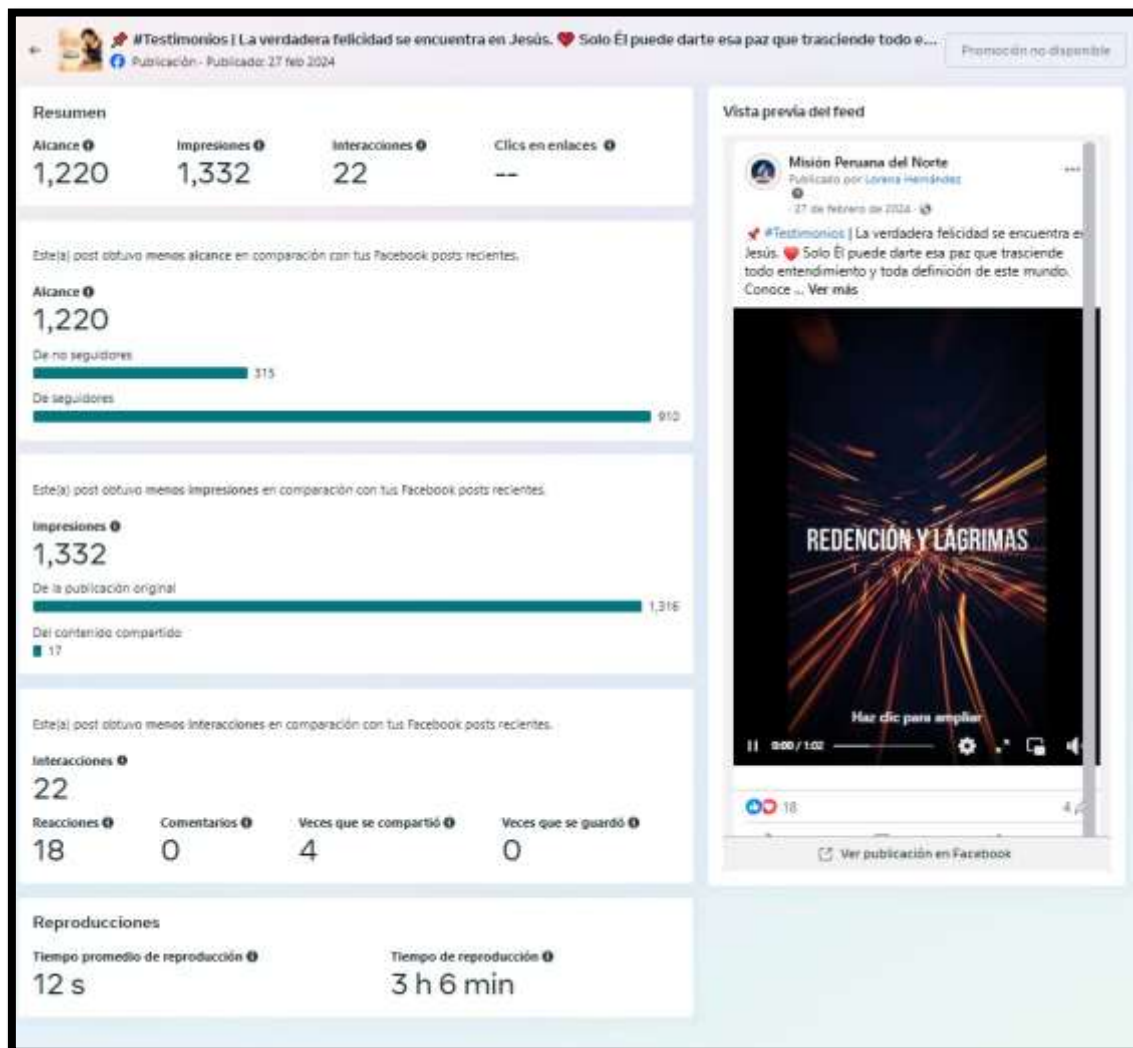 #Testimonios | La verdadera felicidad se encuentra en Jesús. ❤ Solo Él puede darte esa paz que trasciende todo e...
Publicación - Publicado: 27 feb 2024
Promoción no disponible
Resumen
Alcance Impresiones Interacciones Clics en enlaces
1,220 1,332 22 --
Este(a) post obtuvo menos alcance en comparación con tus Facebook posts recientes.
Alcance
1,220
De no seguidores
315
De seguidores
910
Este(a) post obtuvo menos impresiones en comparación con tus Facebook posts recientes.
Impresiones
1,332
De la publicación original
1,316
Del contenido compartido
17
Este(a) post obtuvo menos interacciones en comparación con tus Facebook posts recientes.
Interacciones
22
Reacciones Comentarios Veces que se compartió Veces que se guardó
18 0 4 0
Reproducciones
Tiempo promedio de reproducción Tiempo de reproducción
12 s 3 h 6 min
Vista previa del feed
Misión Peruana del Norte
Publicado por Lorena Hernández
27 de febrero de 2024
#Testimonios | La verdadera felicidad se encuentra en
Jesús. ❤ Solo Él puede darte esa paz que trasciende
todo entendimiento y toda definición de este mundo.
Conoce ... Ver más
REDENCIÓN Y LÁGRIMAS
Haz clic para ampliar
0:00 / 1:02
18 4
Ver publicación en Facebook